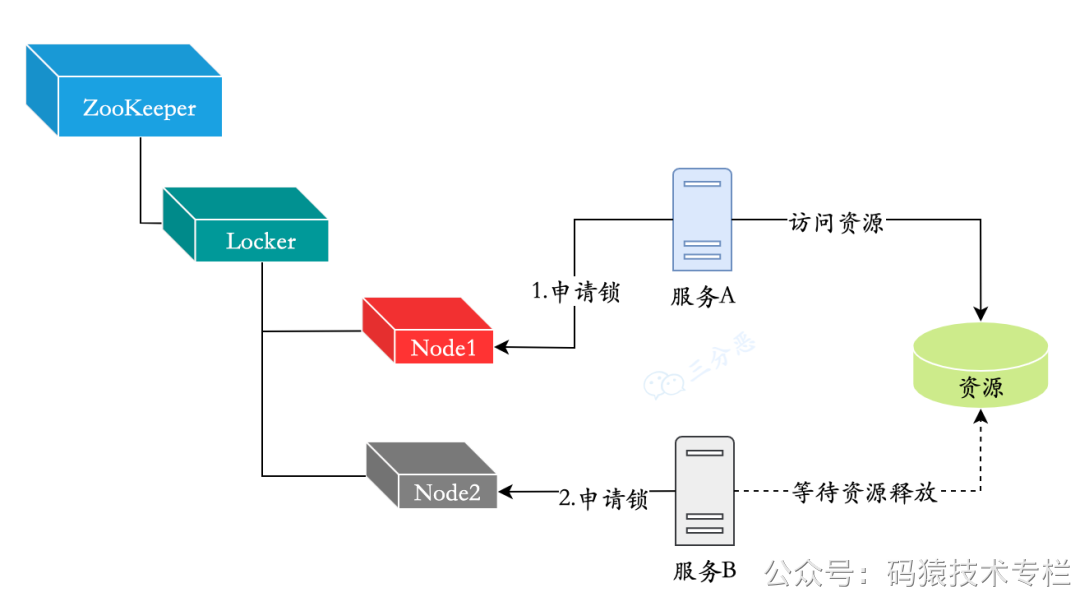 ZooKeeper
Locker
访问资源
1.申请锁
服务A
Node1
三分恶
资源
Node2
2.申请锁
等待资源释放
服务B
公众号：码猿技术专栏